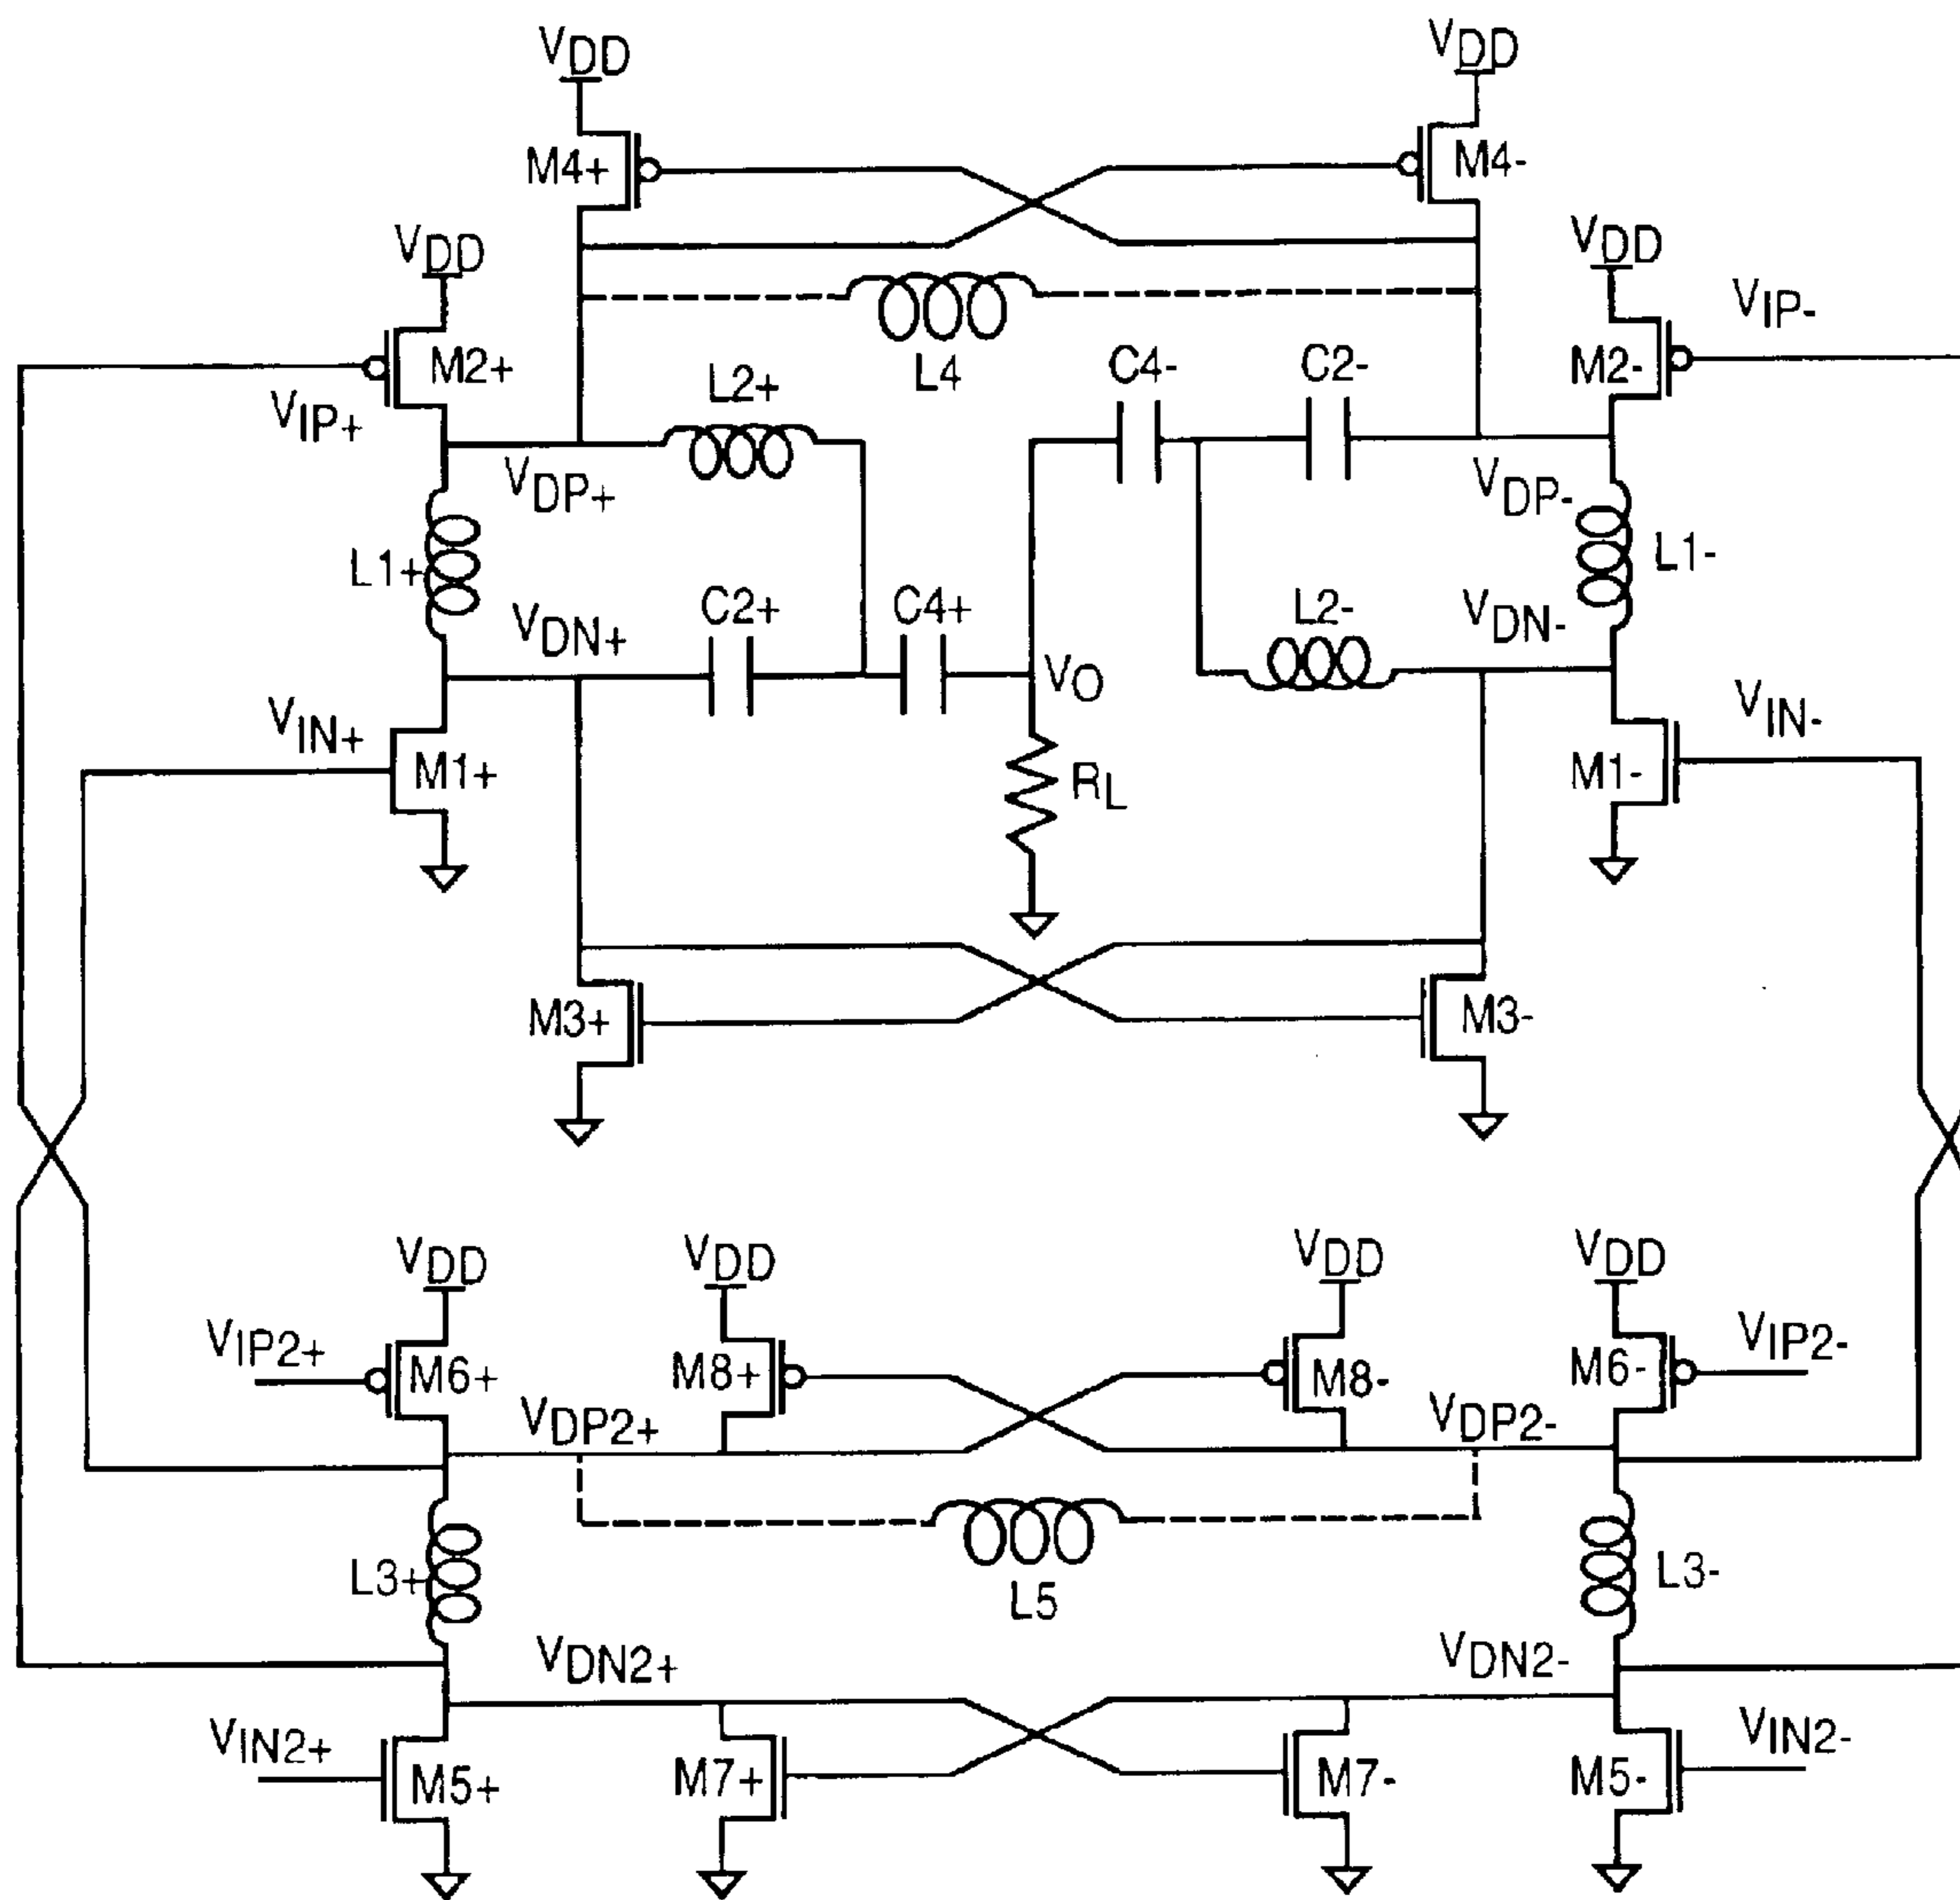 VDD VDD
M4+ M4-
VDD VDD
VIP-
M2+ L4 C4- C2- M2-
VIP+ L2+
VDP+ VDP-
L1+ L1-
VDN+ C2+ C4+ L2- VDN-
VO
VIN+ VIN-
M1+ RL M1-
M3+ M3-
VDD VDD VDD VDD
VIP2+ VIP2-
M6+ M8+ M8- M6-
VDP2+ VDP2-
L3+ L5 L3-
VDN2+ VDN2-
VIN2+ VIN2-
M5+ M7+ M7- M5-